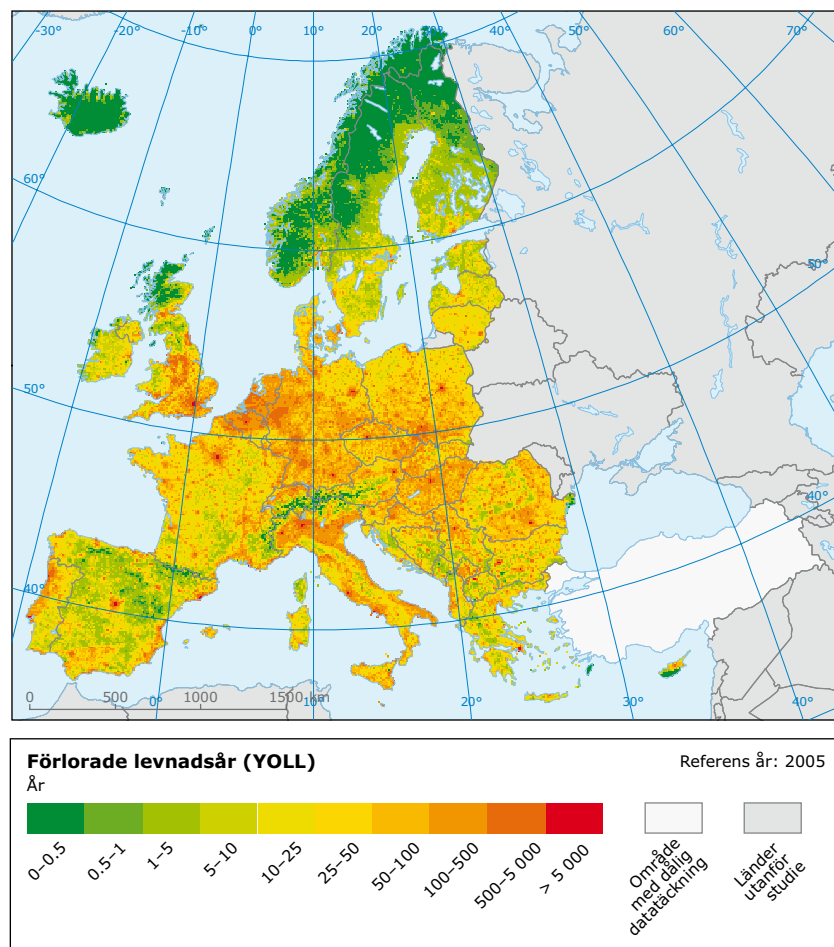 -30° -20° -10° 0° 10° 20° 30° 40° 50° 60° 70°
60°
50°
50°
40°
40°
0 500 1000 1500 km
0° 10° 20° 30° 40°
Förlorade levnadsår (YOLL)
Referens år: 2005
År
0–0.5
0.5–1
1–5
5–10
10–25
25–50
50–100
100–500
500–5 000
> 5 000
Område
med dålig
datatäckning
Länder
utanför
studie